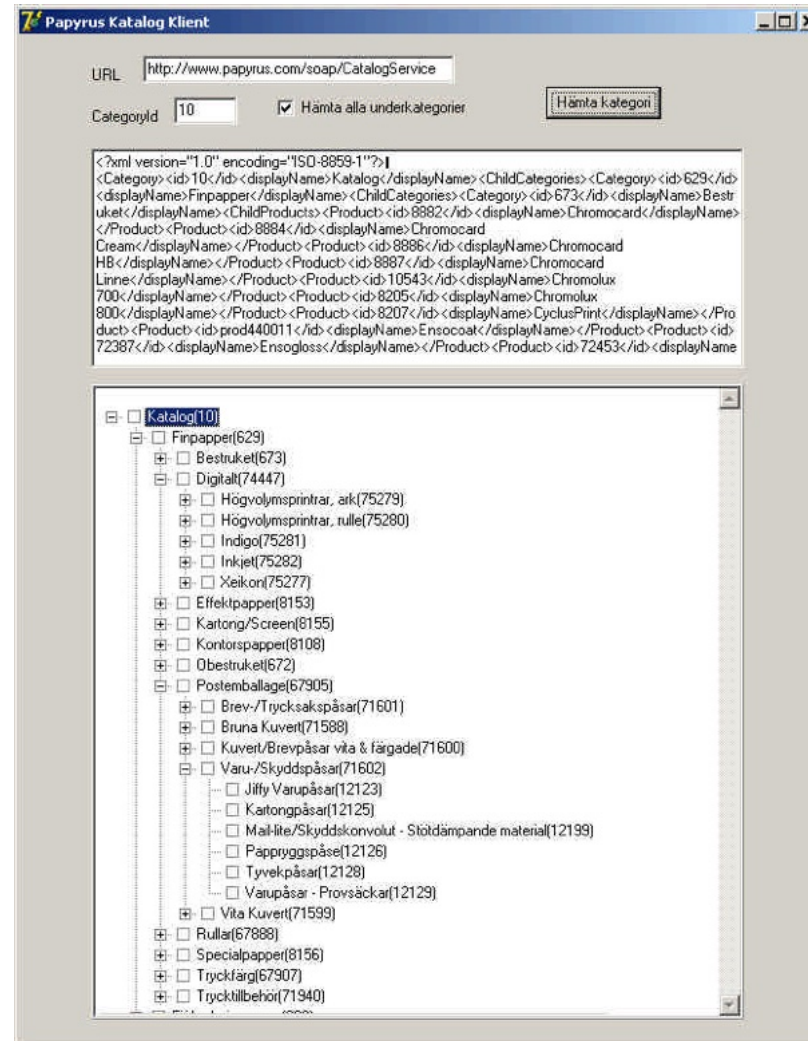 Papyrus Katalog Klient
URL http://www.papyrus.com/soap/CatalogService
CategoryId 10 Hämta alla underkategorier Hämta kategori
<?xml version="1.0" encoding="ISO-8859-1"?>
<Category><id>10</id><displayName>Katalog</displayName><ChildCategories><Category><id>629</id>
<displayName>Finpapper</displayName><ChildCategories><Category><id>673</id><displayName>Bestr
uket</displayName><ChildProducts><Product><id>8882</id><displayName>Chromocard</displayName>
</Product><Product><id>8884</id><displayName>Chromocard
Cream</displayName></Product><Product><id>8886</id><displayName>Chromocard
HB</displayName></Product><Product><id>8887</id><displayName>Chromocard
Linne</displayName></Product><Product><id>10543</id><displayName>Chromolux
700</displayName></Product><Product><id>8205</id><displayName>Chromolux
800</displayName></Product><Product><id>8207</id><displayName>CyclusPrint</displayName></Pro
duct><Product><id>prod440011</id><displayName>Ensocoat</displayName></Product><Product><id>
72387</id><displayName>Ensogloss</displayName></Product><Product><id>72453</id><displayName
Katalog(10)
Finpapper(629)
Bestruket(673)
Digitalt(74447)
Högvolymsprintrar, ark(75279)
Högvolymsprintrar, rulle(75280)
Indigo(75281)
Inkjet(75282)
Xeikon(75277)
Effektpapper(8153)
Kartong/Screen(8155)
Kontorspapper(8108)
Obestruket(672)
Postemballage(67905)
Brev-/Trycksakspåsar(71601)
Bruna Kuvert(71588)
Kuvert/Brevpåsar vita & färgade(71600)
Varu-/Skyddspåsar(71602)
Jiffy Varupåsar(12123)
Kartongpåsar(12125)
Mail-lite/Skyddskonvolut - Stötdämpande material(12199)
Pappryggspåse(12126)
Tyvekpåsar(12128)
Varupåsar - Provsäckar(12129)
Vita Kuvert(71599)
Rullar(67888)
Specialpapper(8156)
Tryckfärg(67907)
Trycktillbehör(71940)